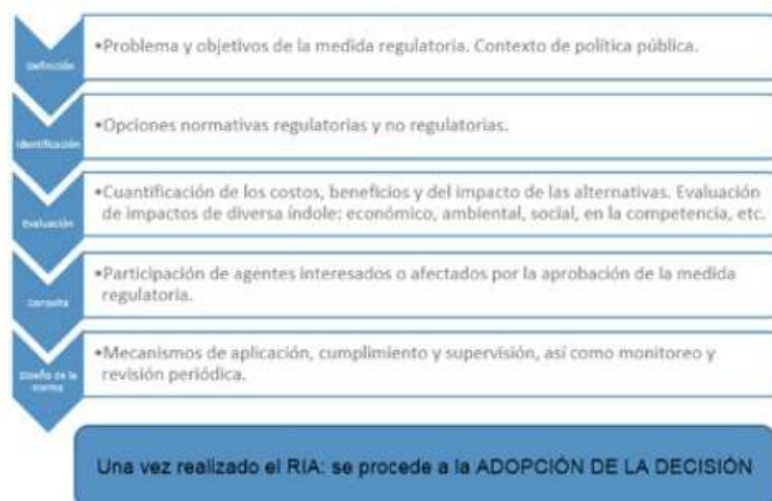 Definición
•Problema y objetivos de la medida regulatoria. Contexto de política pública.
Identificación
•Opciones normativas regulatorias y no regulatorias.
Evaluación
•Cuantificación de los costos, beneficios y del impacto de las alternativas. Evaluación
de impactos de diversa índole: económico, ambiental, social, en la competencia, etc.
Consulta
•Participación de agentes interesados o afectados por la aprobación de la medida
regulatoria.
Diseño de la
norma
•Mecanismos de aplicación, cumplimiento y supervisión, así como monitoreo y
revisión periódica.
Una vez realizado el RIA: se procede a la ADOPCIÓN DE LA DECISIÓN